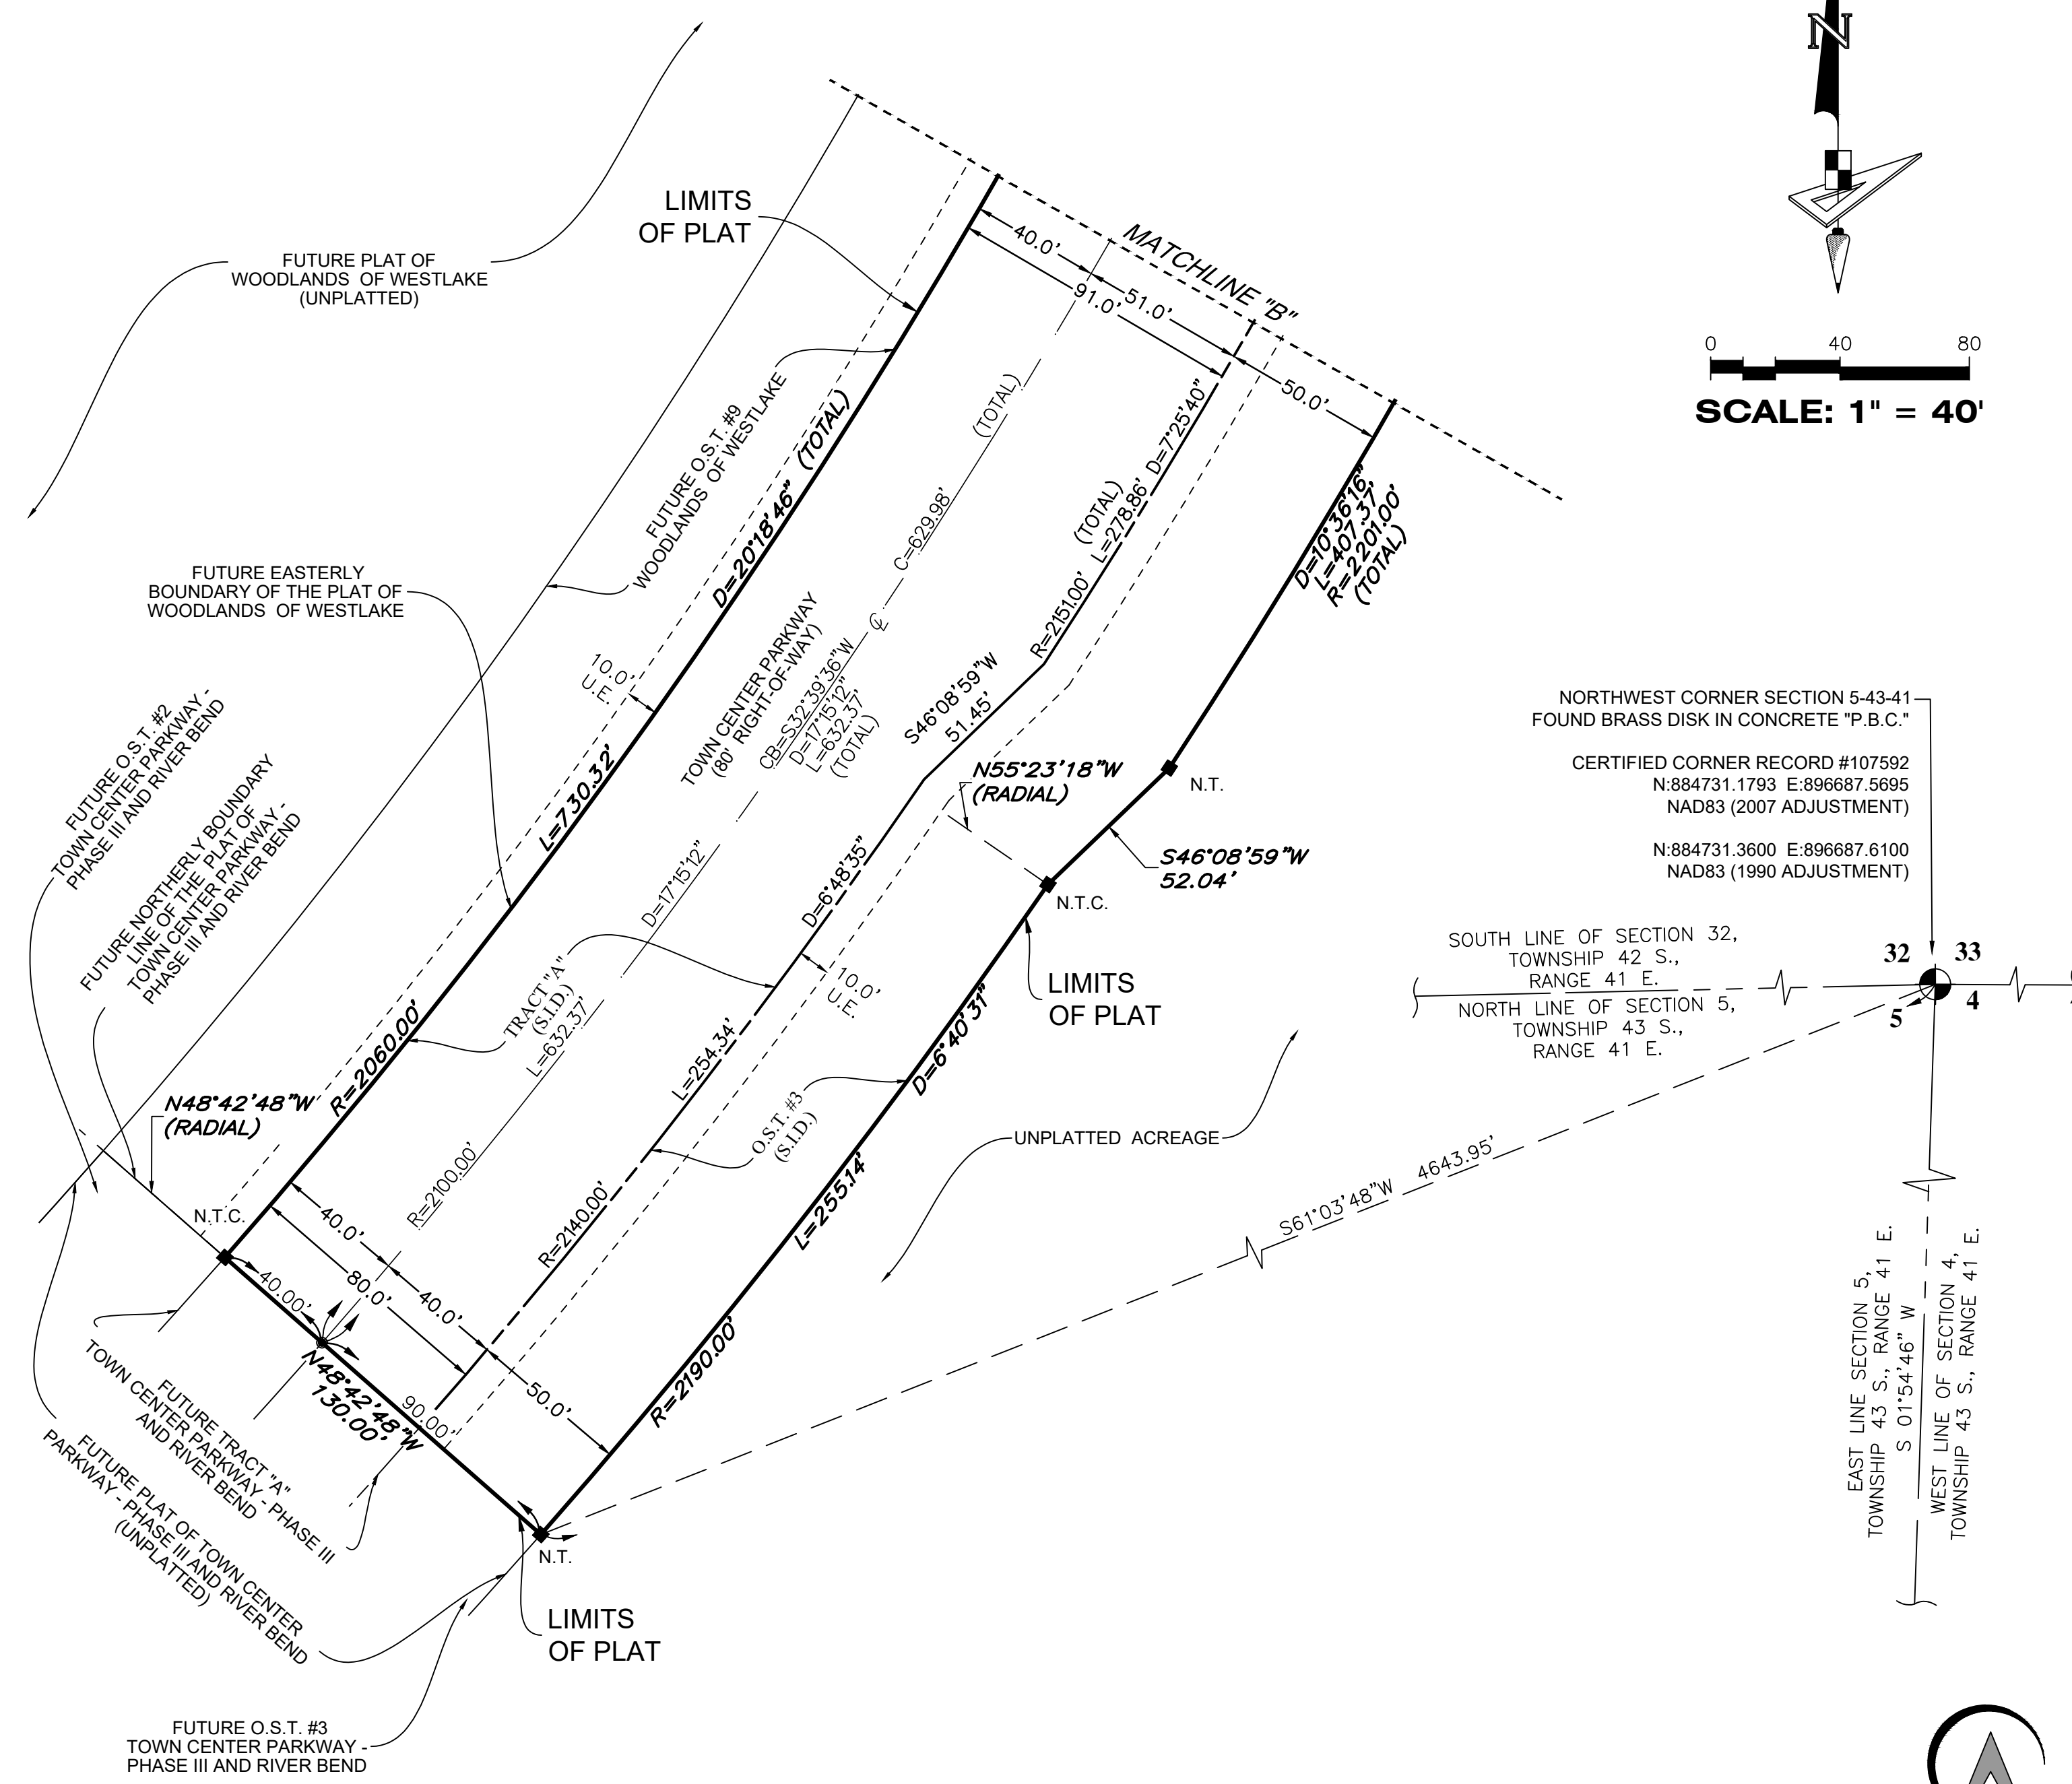 N
0 40 80
SCALE: 1" = 40'
LIMITS
OF PLAT
FUTURE PLAT OF
WOODLANDS OF WESTLAKE
(UNPLATTED)
MATCHLINE "B"
40.0'
51.0'
91.0'
50.0'
FUTURE O.S.T. #9
WOODLANDS OF WESTLAKE
D=20°18'46" (TOTAL)
L=730.32'
R=2060.00'
FUTURE EASTERLY
BOUNDARY OF THE PLAT OF
WOODLANDS OF WESTLAKE
10.0'
U.E.
TOWN CENTER PARKWAY
(80' RIGHT-OF-WAY)
CB=S32°39'36"W
D=17°15'12"
L=632.37'
(TOTAL)
C=629.98'
(TOTAL)
℄
D=17°15'12"
L=632.37'
R=2100.00'
(TOTAL)
R=2151.00' L=278.86' D=7°25'40"
S46°08'59"W
51.45'
D=10°36'16"
L=407.37'
R=2201.00'
(TOTAL)
N55°23'18"W
(RADIAL)
N.T.
S46°08'59"W
52.04'
N.T.C.
LIMITS
OF PLAT
D=6°48'35"
L=254.34'
R=2140.00'
10.0'
U.E.
D=6°40'31"
L=255.14'
R=2190.00'
TRACT "A"
(S.I.D.)
O.S.T. #3
(S.I.D.)
UNPLATTED ACREAGE
NORTHWEST CORNER SECTION 5-43-41
FOUND BRASS DISK IN CONCRETE "P.B.C."
CERTIFIED CORNER RECORD #107592
N:884731.1793 E:896687.5695
NAD83 (2007 ADJUSTMENT)
N:884731.3600 E:896687.6100
NAD83 (1990 ADJUSTMENT)
SOUTH LINE OF SECTION 32,
TOWNSHIP 42 S.,
RANGE 41 E.
NORTH LINE OF SECTION 5,
TOWNSHIP 43 S.,
RANGE 41 E.
32 33
5 4
S61°03'48"W 4643.95'
EAST LINE SECTION 5,
TOWNSHIP 43 S., RANGE 41 E.
S 01°54'46" W
WEST LINE OF SECTION 4,
TOWNSHIP 43 S., RANGE 41 E.
FUTURE O.S.T. #2
TOWN CENTER PARKWAY -
PHASE III AND RIVER BEND
FUTURE NORTHERLY BOUNDARY
LINE OF THE PLAT OF
TOWN CENTER PARKWAY -
PHASE III AND RIVER BEND
N48°42'48"W
(RADIAL)
N.T.C.
40.0'
80.0'
40.0'
40.00'
50.0'
90.00'
N48°42'48"W
130.00'
N.T.
LIMITS
OF PLAT
FUTURE TRACT "A"
TOWN CENTER PARKWAY - PHASE III
AND RIVER BEND
FUTURE PLAT OF TOWN CENTER
PARKWAY - PHASE III AND RIVER BEND
(UNPLATTED)
FUTURE O.S.T. #3
TOWN CENTER PARKWAY -
PHASE III AND RIVER BEND